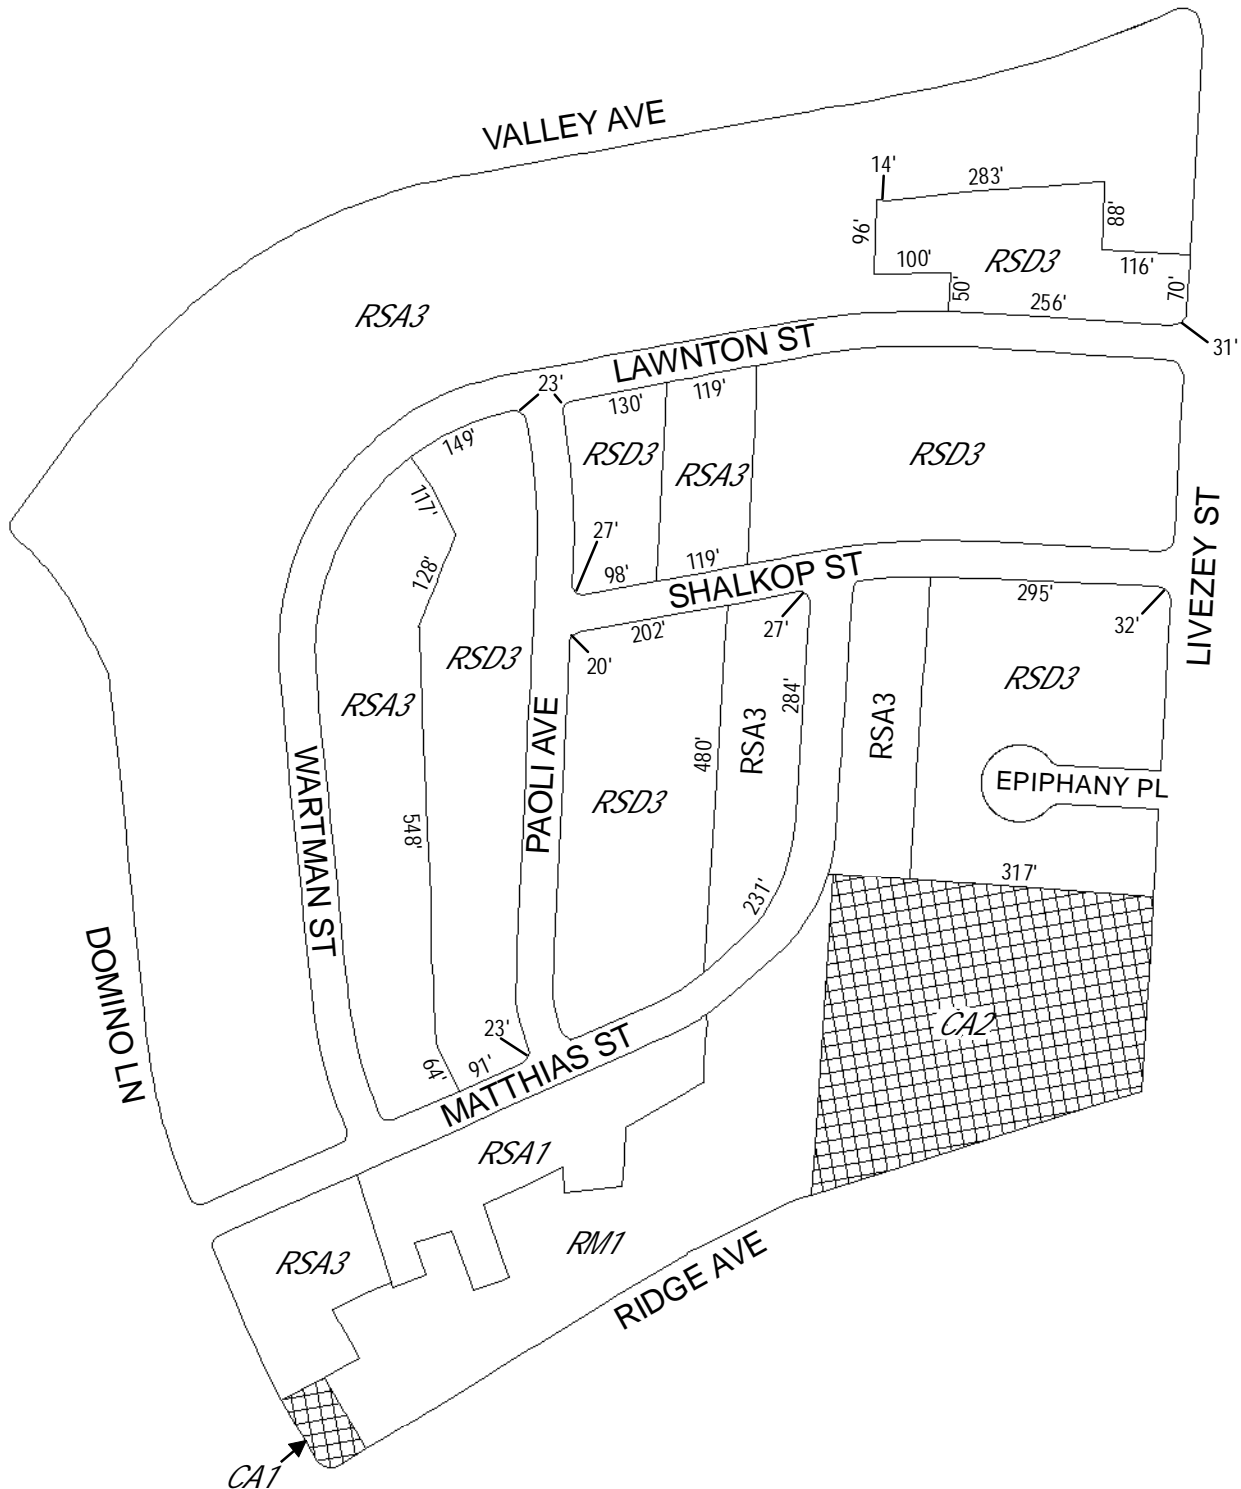 VALLEY AVE
14'
283'
96'
88'
100'
RSD3
116'
50'
256'
70'
31'
RSA3
LAWNTON ST
23'
130'
119'
149'
RSD3
RSA3
RSD3
117'
27'
98'
119'
128'
SHALKOP ST
LIVEZEY ST
202'
27'
295'
32'
20'
RSD3
RSD3
284'
RSA3
RSA3
RSA3
480'
PAOLI AVE
WARTMAN ST
EPIPHANY PL
RSD3
548'
317'
231'
DOMINO LN
CA2
23'
64'
91'
MATTHIAS ST
RSA1
RSA3
RM1
RIDGE AVE
CA1